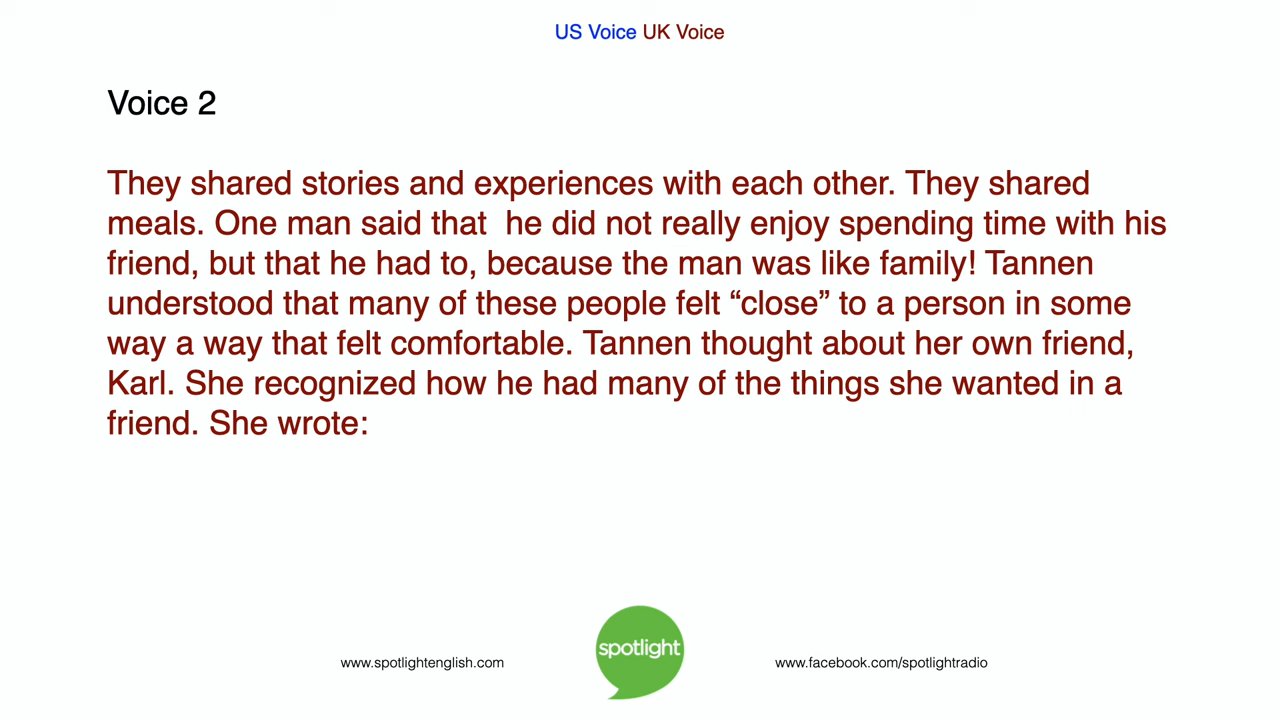 US Voice UK Voice
Voice 2
They shared stories and experiences with each other. They shared
meals. One man said that  he did not really enjoy spending time with his
friend, but that he had to, because the man was like family! Tannen
understood that many of these people felt “close” to a person in some
way a way that felt comfortable. Tannen thought about her own friend,
Karl. She recognized how he had many of the things she wanted in a
friend. She wrote:
spotlight
www.spotlightenglish.com
www.facebook.com/spotlightradio